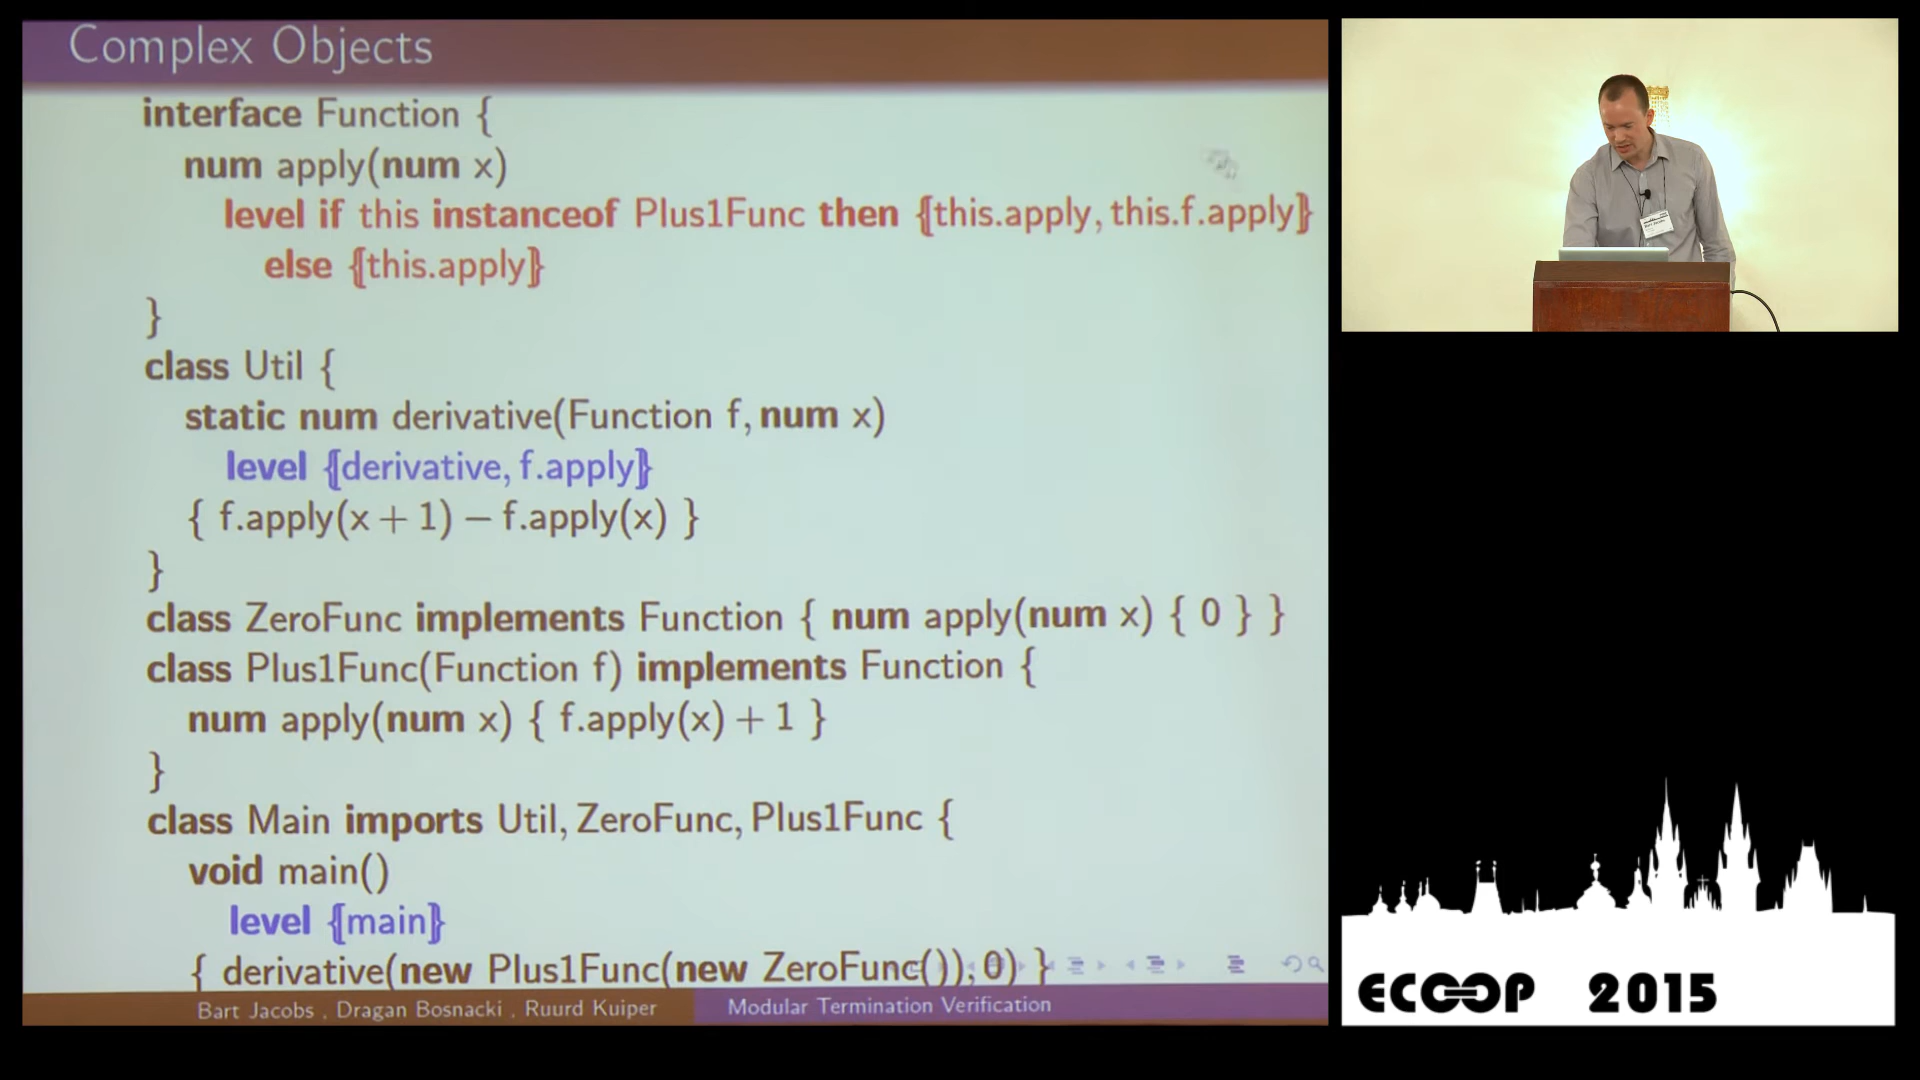 Complex Objects
interface Function {
num apply(num x)
level if this instanceof Plus1Func then {[this.apply, this.f.apply]}
else {[this.apply]}
}
class Util {
static num derivative(Function f, num x)
level {[derivative, f.apply]}
{ f.apply(x + 1) − f.apply(x) }
}
class ZeroFunc implements Function { num apply(num x) { 0 } }
class Plus1Func(Function f) implements Function {
num apply(num x) { f.apply(x) + 1 }
}
class Main imports Util, ZeroFunc, Plus1Func {
void main()
level {[main]}
{ derivative(new Plus1Func(new ZeroFunc()), 0) }
Bart Jacobs , Dragan Bosnacki , Ruurd Kuiper
Modular Termination Verification
ECOOP 2015